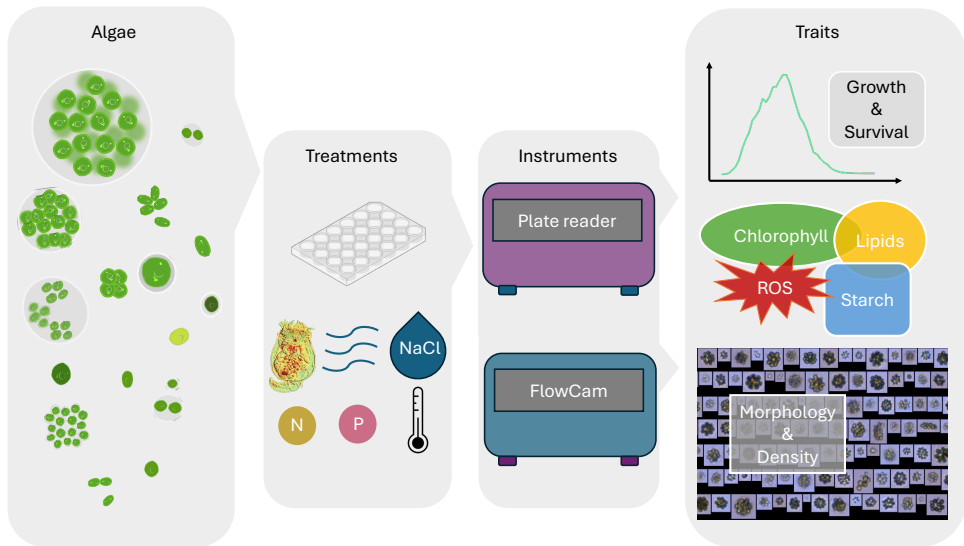 Algae
Treatments
NaCl
N
P
Instruments
Plate reader
FlowCam
Traits
Growth
&
Survival
Chlorophyll
Lipids
ROS
Starch
Morphology
&
Density